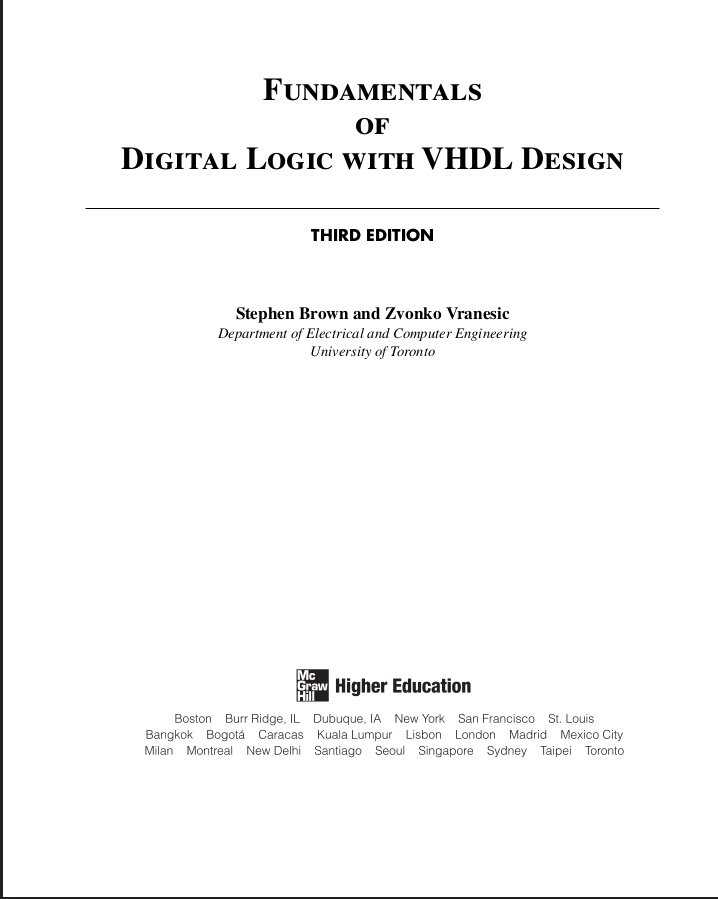 FUNDAMENTALS
OF
DIGITAL LOGIC WITH VHDL DESIGN
THIRD EDITION
Stephen Brown and Zvonko Vranesic
Department of Electrical and Computer Engineering
University of Toronto
Mc
Graw
Hill
Higher Education
Boston Burr Ridge, IL Dubuque, IA New York San Francisco St. Louis
Bangkok Bogotá Caracas Kuala Lumpur Lisbon London Madrid Mexico City
Milan Montreal New Delhi Santiago Seoul Singapore Sydney Taipei Toronto